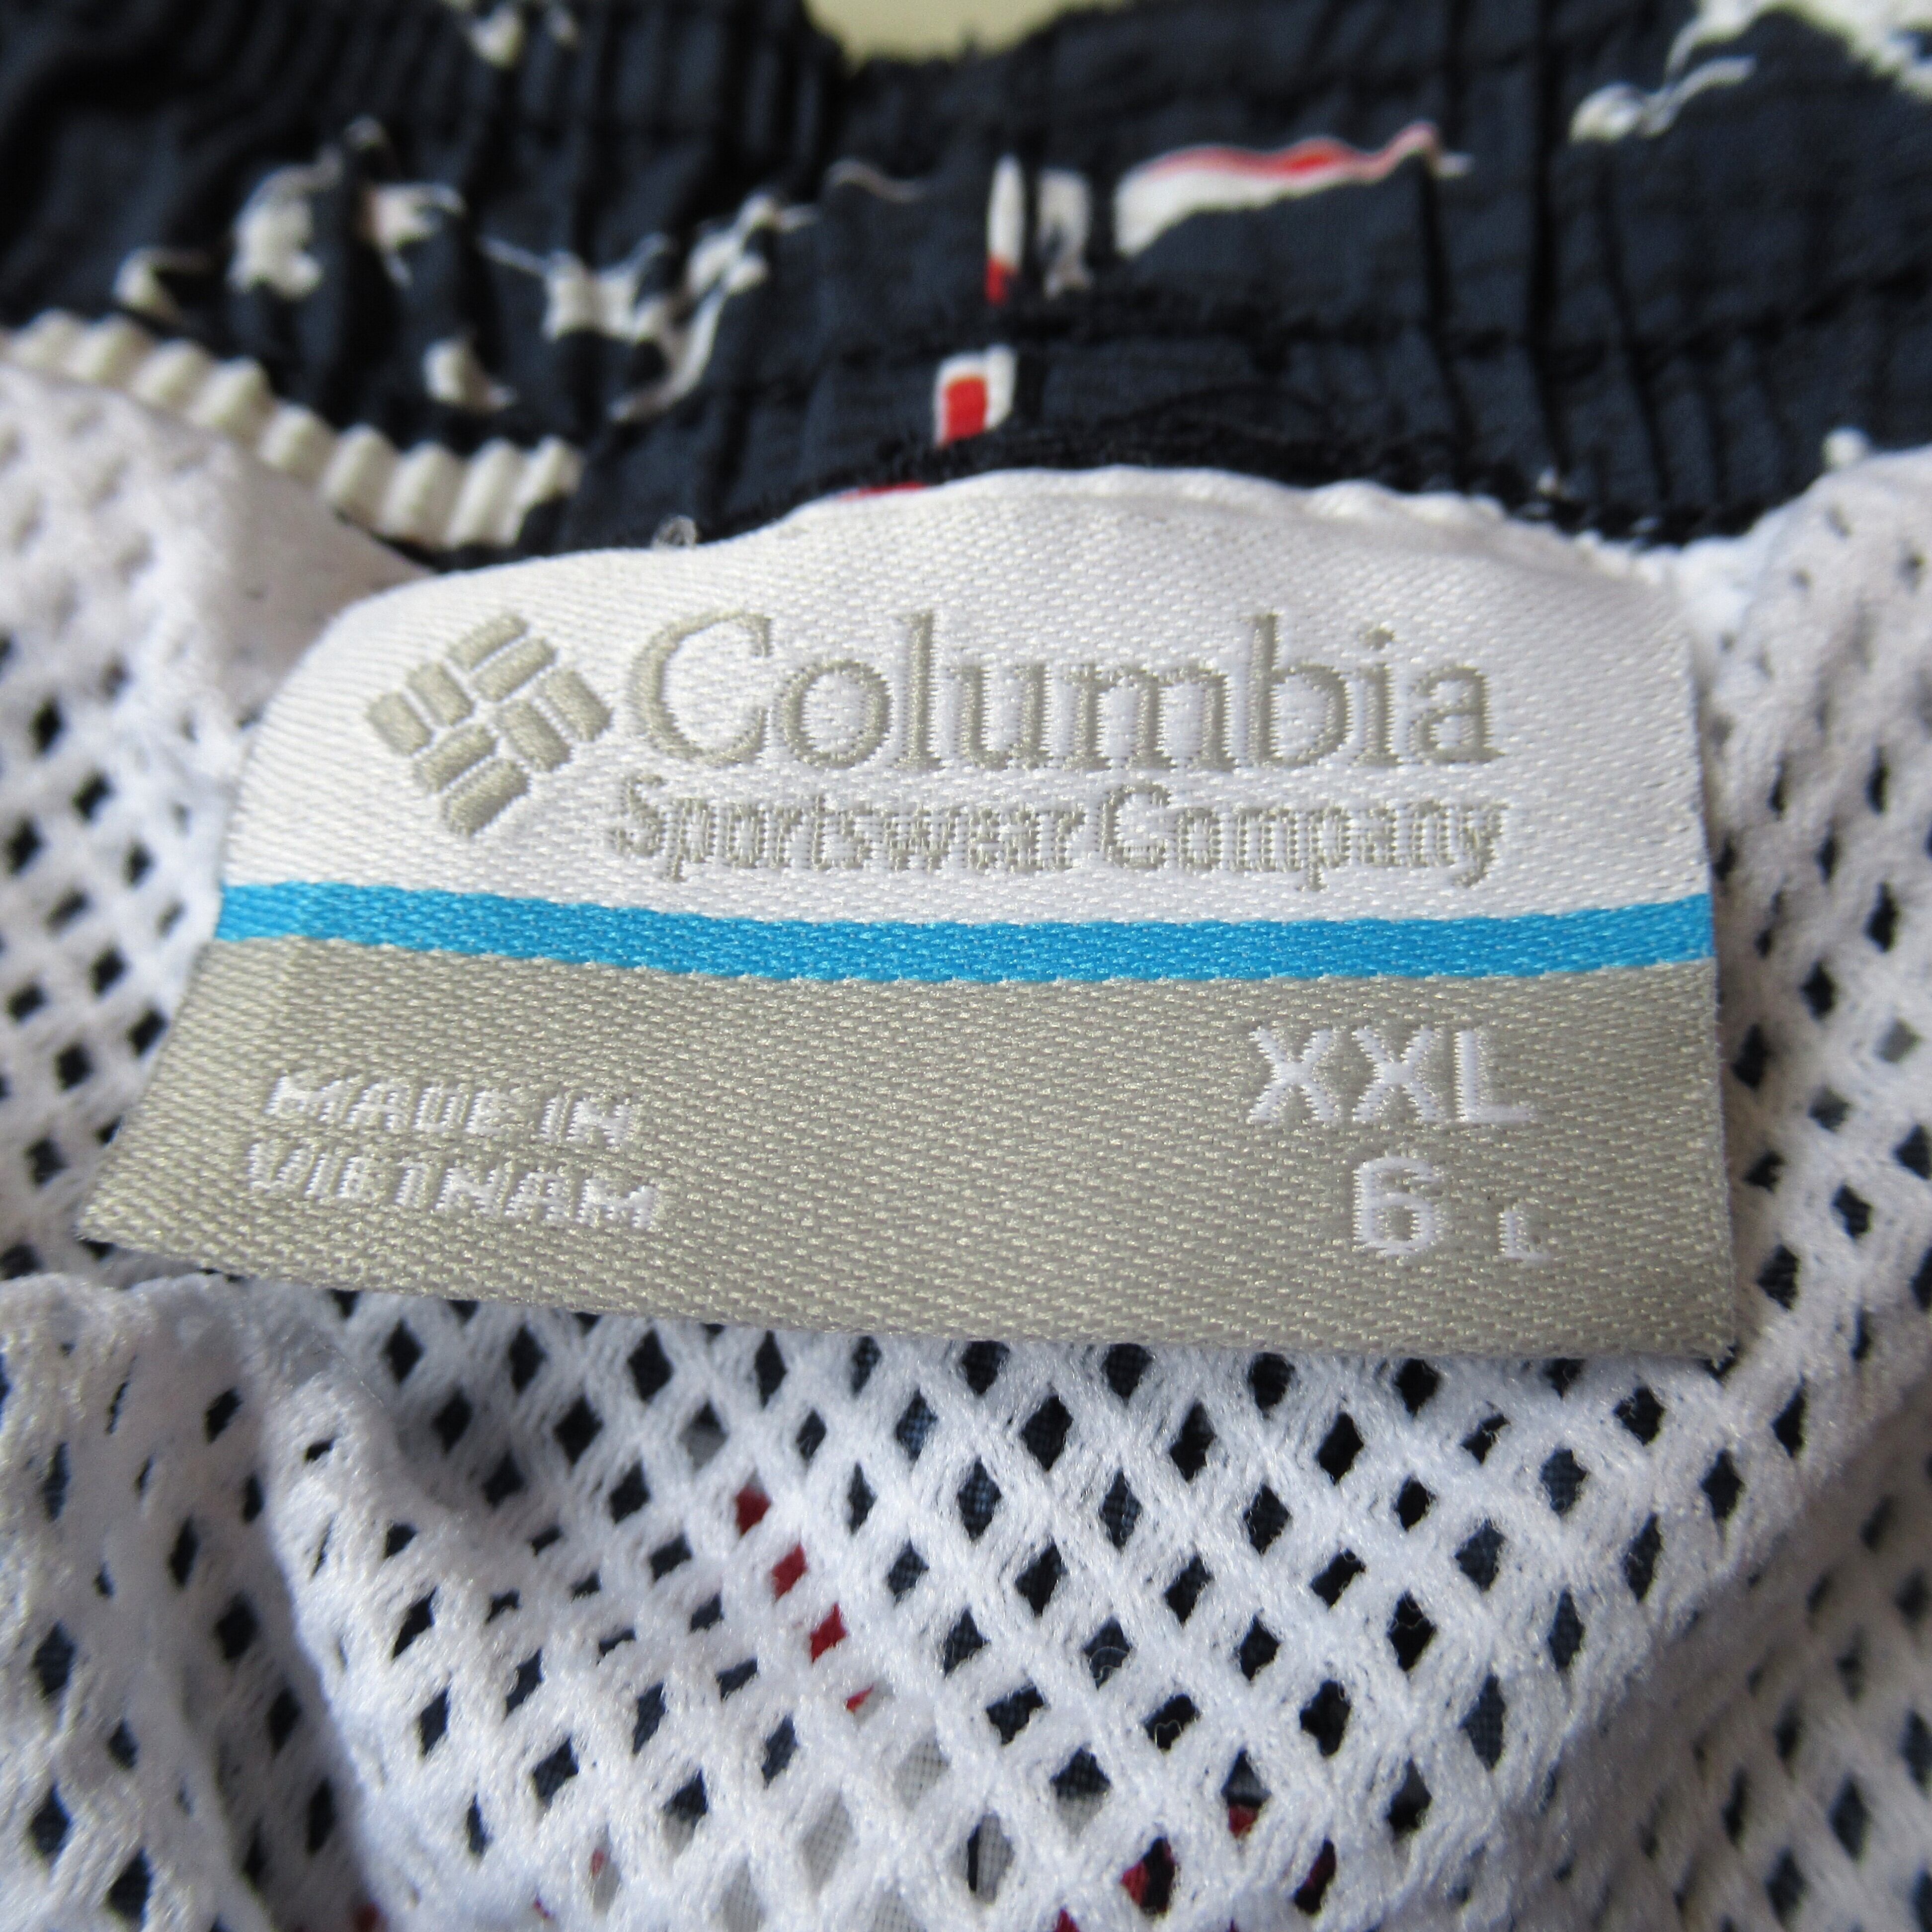 Columbia
Sportswear Company
MADE IN
VIETNAM
XXL
6 L